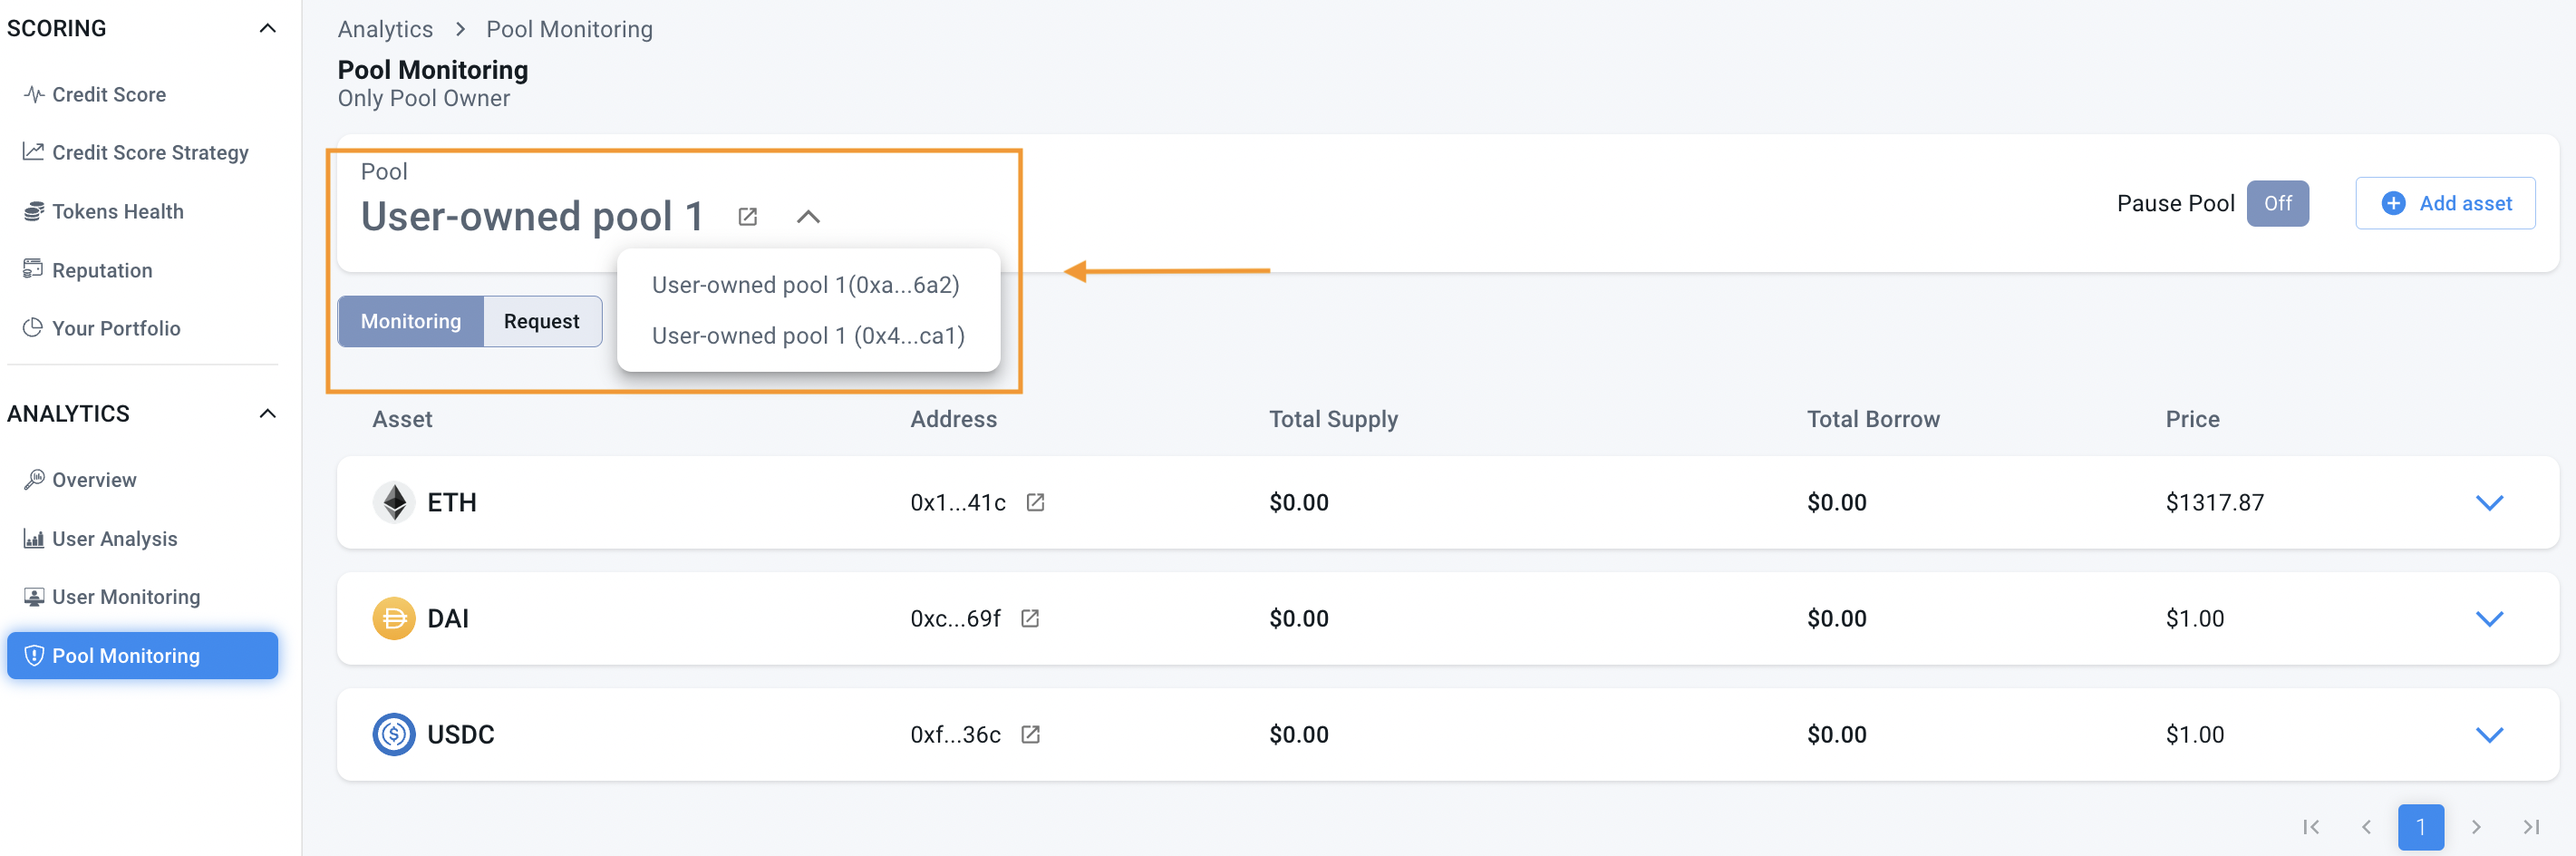 SCORING
Credit Score
Credit Score Strategy
Tokens Health
Reputation
Your Portfolio
ANALYTICS
Overview
User Analysis
User Monitoring
Pool Monitoring
Analytics > Pool Monitoring
Pool Monitoring
Only Pool Owner
Pool
User-owned pool 1
Pause Pool Off Add asset
User-owned pool 1(0xa...6a2)
User-owned pool 1 (0x4...ca1)
Monitoring Request
Asset Address Total Supply Total Borrow Price
ETH 0x1...41c $0.00 $0.00 $1317.87
DAI 0xc...69f $0.00 $0.00 $1.00
USDC 0xf...36c $0.00 $0.00 $1.00
1